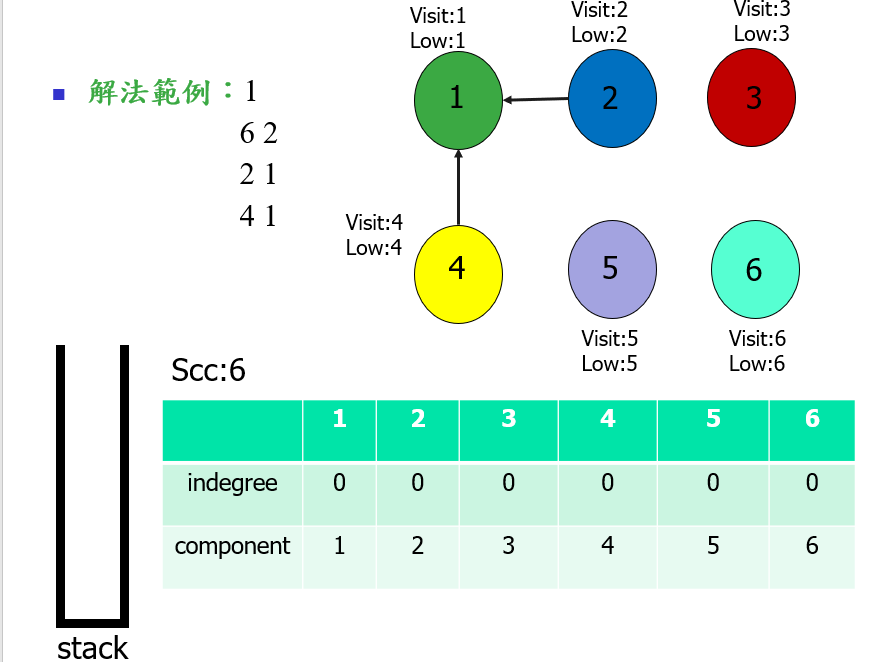 Visit:1
Low:1
Visit:2
Low:2
Visit:3
Low:3
解法範例：1
6 2
2 1
4 1
1
2
3
Visit:4
Low:4
4
5
6
Visit:5
Low:5
Visit:6
Low:6
Scc:6
1 2 3 4 5 6
indegree 0 0 0 0 0 0
component 1 2 3 4 5 6
stack